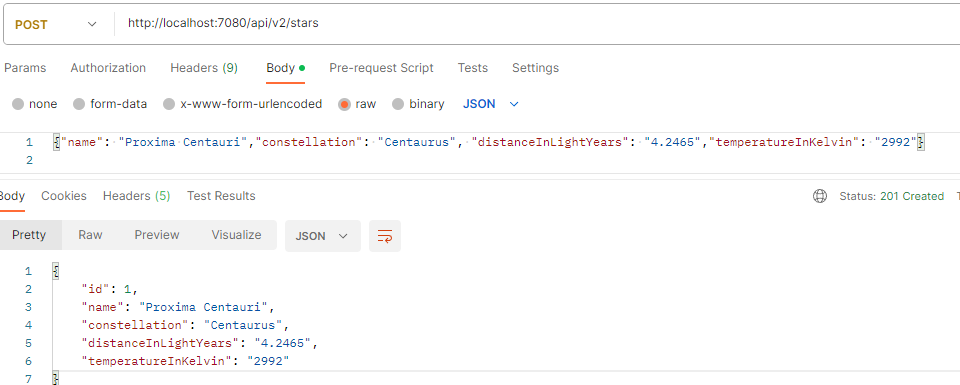 POST http://localhost:7080/api/v2/stars
Params Authorization Headers (9) Body Pre-request Script Tests Settings
none form-data x-www-form-urlencoded raw binary JSON
1 {"name": "Proxima Centauri","constellation": "Centaurus", "distanceInLightYears": "4.2465","temperatureInKelvin": "2992"}
2
Body Cookies Headers (5) Test Results Status: 201 Created
Pretty Raw Preview Visualize JSON
1 {
2 "id": 1,
3 "name": "Proxima Centauri",
4 "constellation": "Centaurus",
5 "distanceInLightYears": "4.2465",
6 "temperatureInKelvin": "2992"
7 }